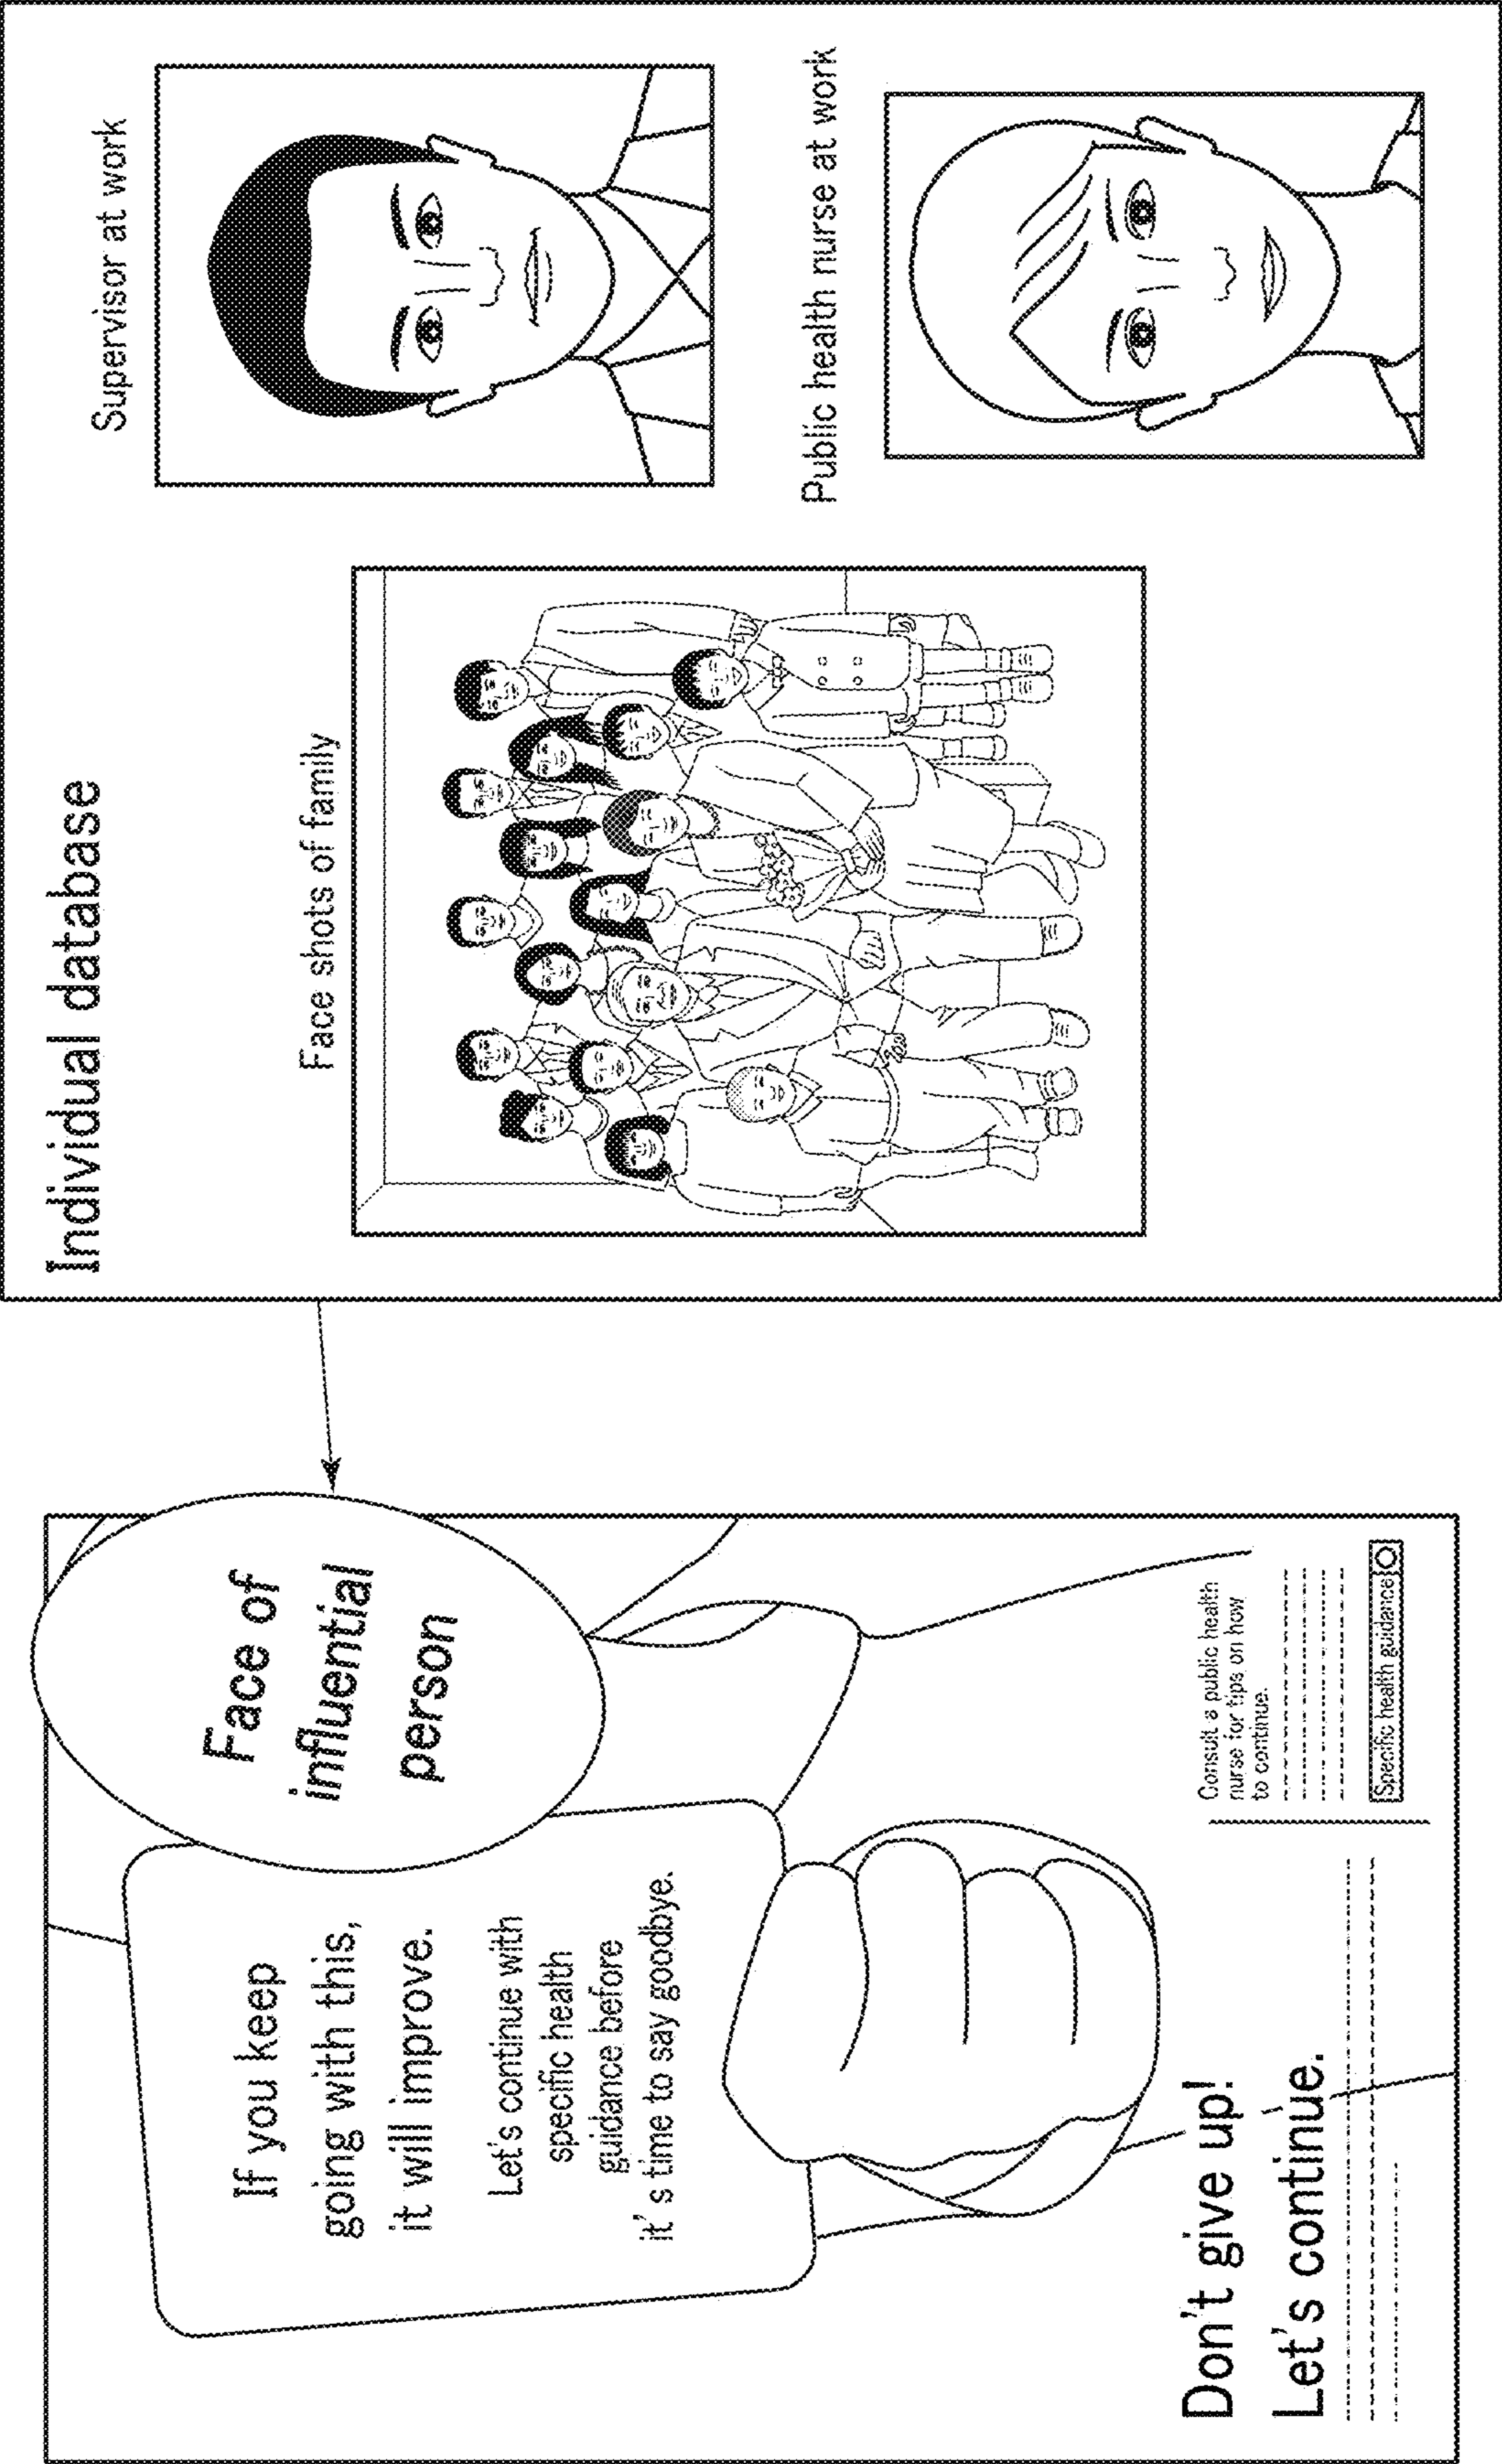 Face of
influential
person
If you keep
going with this,
it will improve.
Let's continue with
specific health
guidance before
it's time to say goodbye.
Don't give up!
Let's continue.
Consult a public health
nurse for tips on how
to continue.
Specific health guidance
Individual database
Face shots of family
Supervisor at work
Public health nurse at work